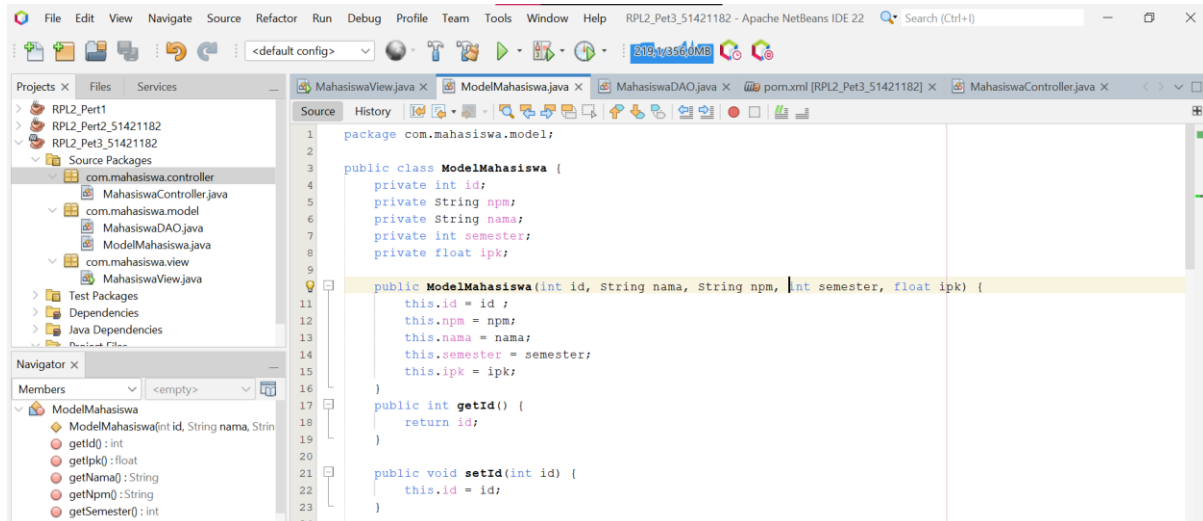 File Edit View Navigate Source Refactor Run Debug Profile Team Tools Window Help RPL2_Pet3_51421182 - Apache NetBeans IDE 22 Search (Ctrl+I)
<default config> 219,1/356,0MB
Projects Files Services
MahasiswaView.java ModelMahasiswa.java MahasiswaDAO.java pom.xml [RPL2_Pet3_51421182] MahasiswaController.java
Source History
RPL2_Pert1
RPL2_Pert2_51421182
RPL2_Pet3_51421182
Source Packages
com.mahasiswa.controller
MahasiswaController.java
com.mahasiswa.model
MahasiswaDAO.java
ModelMahasiswa.java
com.mahasiswa.view
MahasiswaView.java
Test Packages
Dependencies
Java Dependencies
Project Files
Navigator
Members <empty>
ModelMahasiswa
ModelMahasiswa(int id, String nama, Strin
getId() : int
getIpk() : float
getNama() : String
getNpm() : String
getSemester() : int
1 package com.mahasiswa.model;
2
3 public class ModelMahasiswa {
4 private int id;
5 private String npm;
6 private String nama;
7 private int semester;
8 private float ipk;
9
public ModelMahasiswa(int id, String nama, String npm, int semester, float ipk) {
11 this.id = id ;
12 this.npm = npm;
13 this.nama = nama;
14 this.semester = semester;
15 this.ipk = ipk;
16 }
17 public int getId() {
18 return id;
19 }
20
21 public void setId(int id) {
22 this.id = id;
23 }